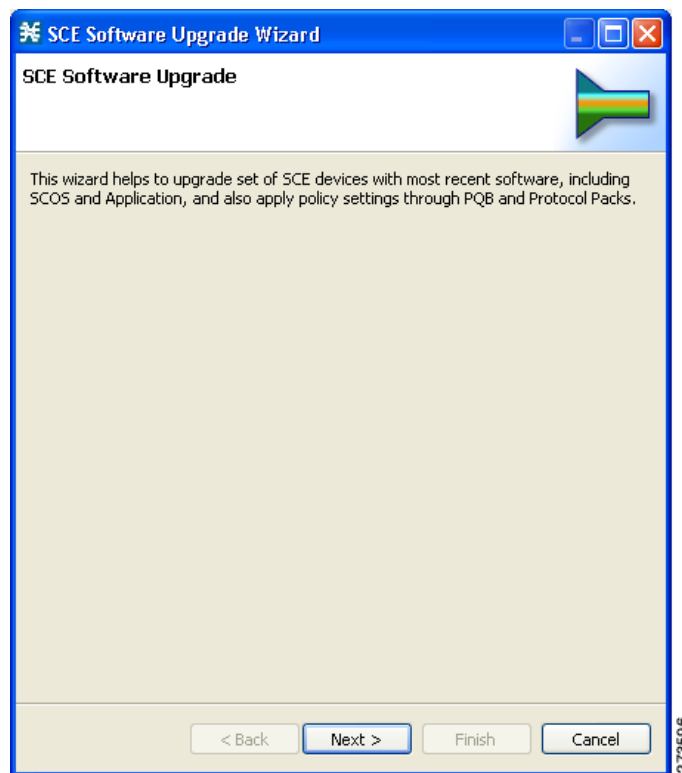 SCE Software Upgrade Wizard
SCE Software Upgrade
This wizard helps to upgrade set of SCE devices with most recent software, including
SCOS and Application, and also apply policy settings through PQB and Protocol Packs.
< Back Next > Finish Cancel